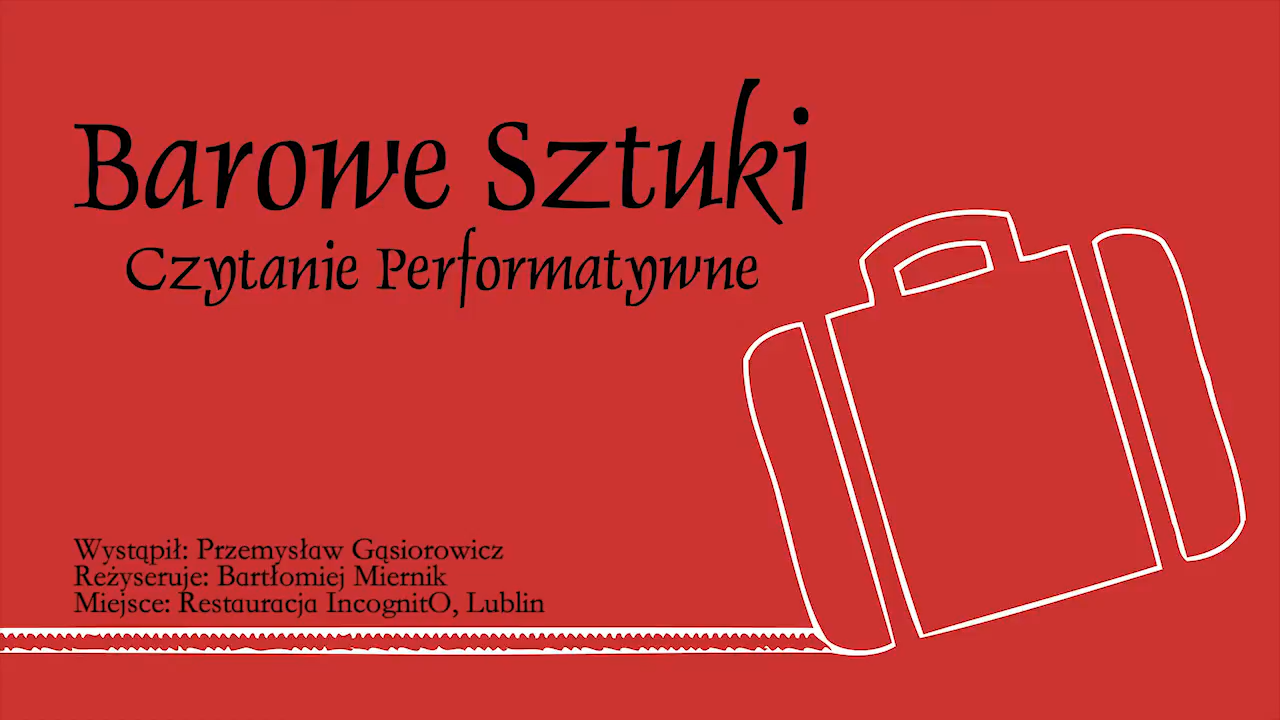 Barowe Sztuki
Czytanie Performatywne
Wystąpił: Przemysław Gąsiorowicz
Reżyseruje: Bartłomiej Miernik
Miejsce: Restauracja IncognitO, Lublin